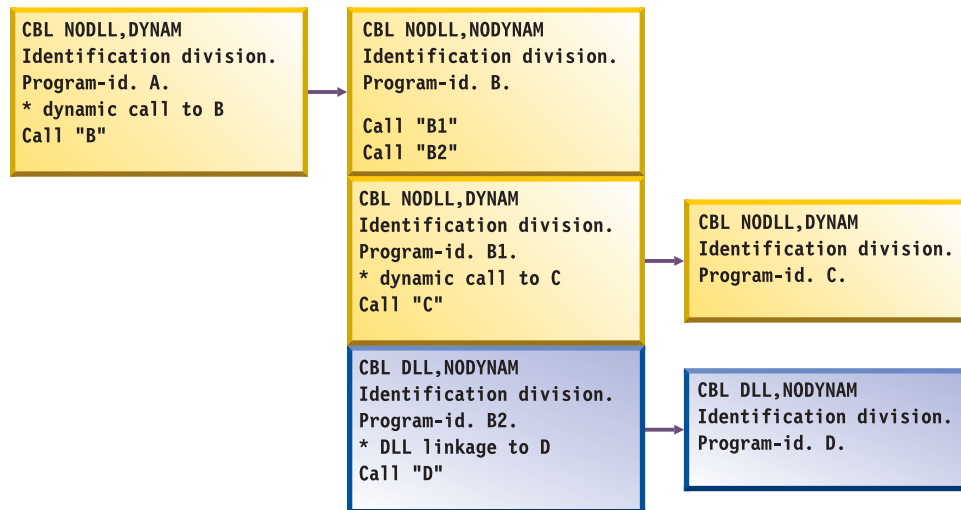 CBL NODLL,DYNAM
Identification division.
Program-id. A.
* dynamic call to B
Call "B"
CBL NODLL,NODYNAM
Identification division.
Program-id. B.
Call "B1"
Call "B2"
CBL NODLL,DYNAM
Identification division.
Program-id. B1.
* dynamic call to C
Call "C"
CBL NODLL,DYNAM
Identification division.
Program-id. C.
CBL DLL,NODYNAM
Identification division.
Program-id. B2.
* DLL linkage to D
Call "D"
CBL DLL,NODYNAM
Identification division.
Program-id. D.